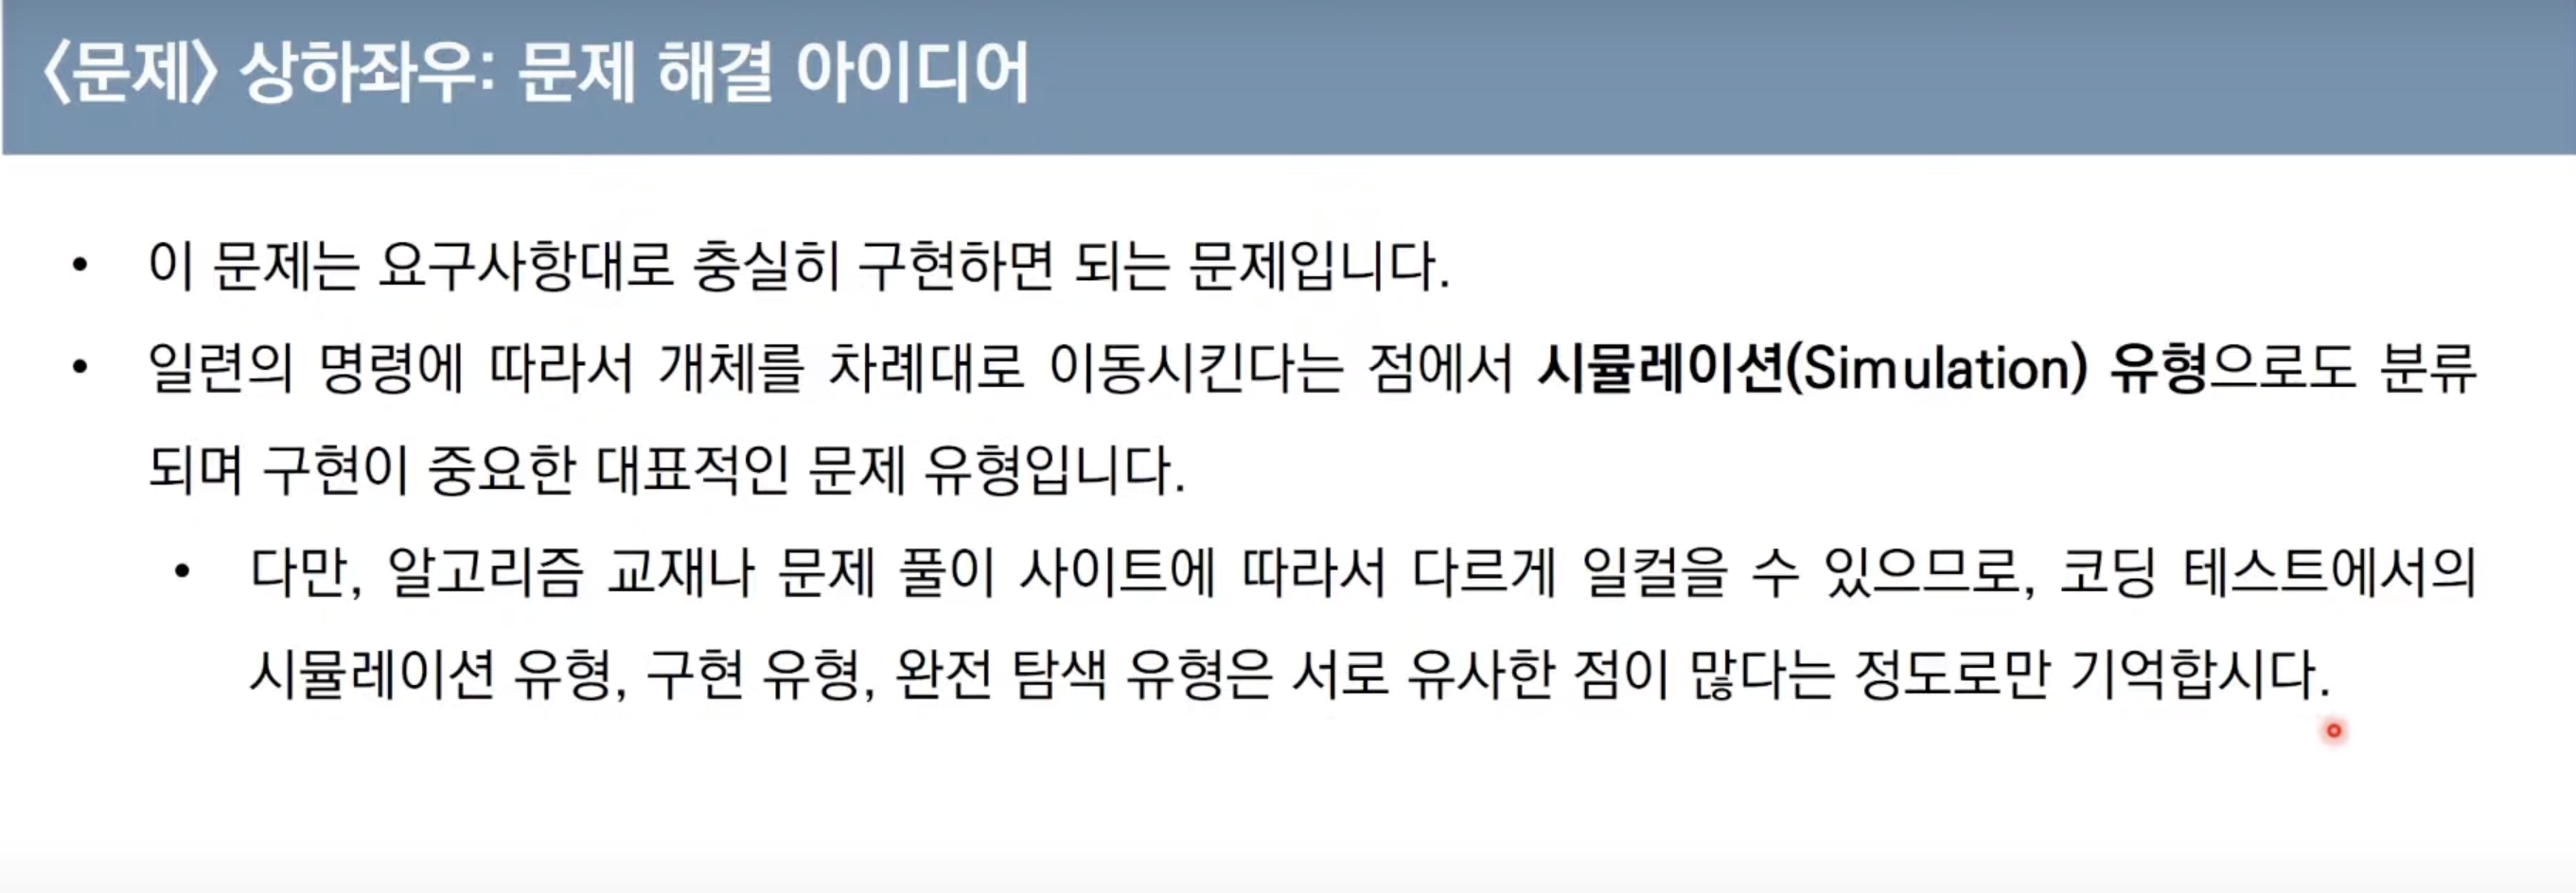 〈문제〉 상하좌우: 문제 해결 아이디어
• 이 문제는 요구사항대로 충실히 구현하면 되는 문제입니다.
• 일련의 명령에 따라서 개체를 차례대로 이동시킨다는 점에서 시뮬레이션(Simulation) 유형으로도 분류
되며 구현이 중요한 대표적인 문제 유형입니다.
• 다만, 알고리즘 교재나 문제 풀이 사이트에 따라서 다르게 일컬을 수 있으므로, 코딩 테스트에서의
시뮬레이션 유형, 구현 유형, 완전 탐색 유형은 서로 유사한 점이 많다는 정도로만 기억합시다.